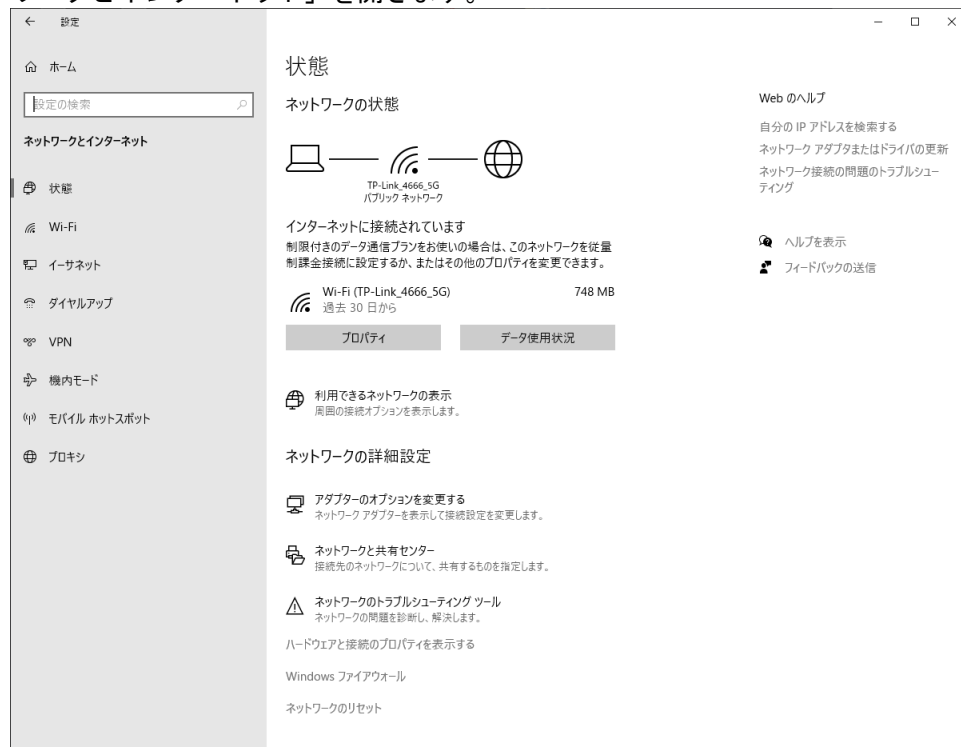 ークとインターネット」を開きます。
← 設定
ホーム
設定の検索
ネットワークとインターネット
状態
Wi-Fi
イーサネット
ダイヤルアップ
VPN
機内モード
モバイル ホットスポット
プロキシ
状態
ネットワークの状態
TP-Link_4666_5G
パブリック ネットワーク
インターネットに接続されています
制限付きのデータ通信プランをお使いの場合は、このネットワークを従量
制課金接続に設定するか、またはその他のプロパティを変更できます。
Wi-Fi (TP-Link_4666_5G) 748 MB
過去 30 日から
プロパティ データ使用状況
利用できるネットワークの表示
周囲の接続オプションを表示します。
ネットワークの詳細設定
アダプターのオプションを変更する
ネットワーク アダプターを表示して接続設定を変更します。
ネットワークと共有センター
接続先のネットワークについて、共有するものを指定します。
ネットワークのトラブルシューティング ツール
ネットワークの問題を診断し、解決します。
ハードウェアと接続のプロパティを表示する
Windows ファイアウォール
ネットワークのリセット
Web のヘルプ
自分の IP アドレスを検索する
ネットワーク アダプタまたはドライバの更新
ネットワーク接続の問題のトラブルシュー
ティング
ヘルプを表示
フィードバックの送信